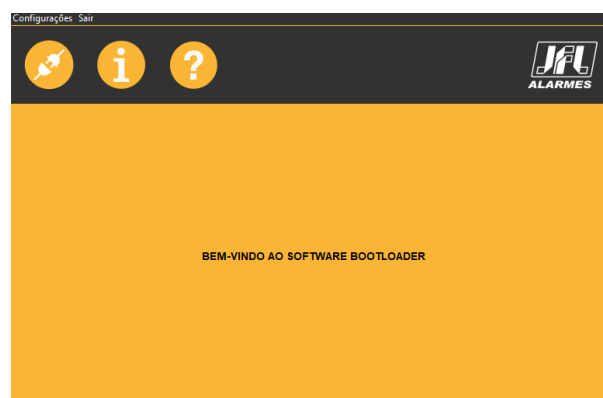 Configurações Sair
i
?
JFL
ALARMES
BEM-VINDO AO SOFTWARE BOOTLOADER